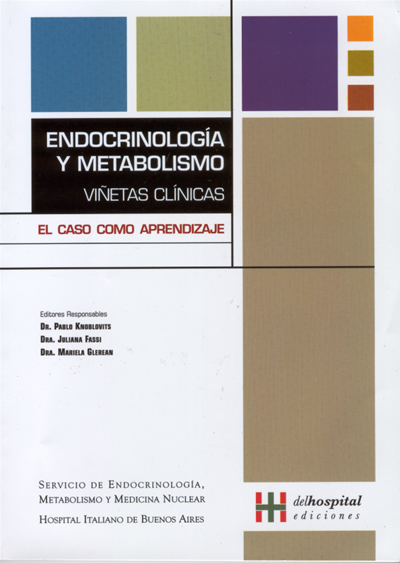 ENDOCRINOLOGÍA
Y METABOLISMO
VIÑETAS CLÍNICAS
EL CASO COMO APRENDIZAJE
Editores Responsables
DR. PABLO KNOBLOVITS
DRA. JULIANA FASSI
DRA. MARIELA GLEREAN
SERVICIO DE ENDOCRINOLOGÍA,
METABOLISMO Y MEDICINA NUCLEAR
HOSPITAL ITALIANO DE BUENOS AIRES
delhospital
ediciones